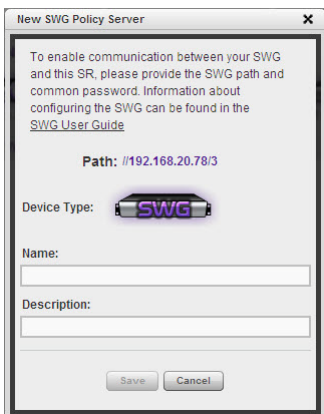 New SWG Policy Server
To enable communication between your SWG
and this SR, please provide the SWG path and
common password. Information about
configuring the SWG can be found in the
SWG User Guide
Path: //192.168.20.78/3
Device Type: SWG
Name:
Description:
Save Cancel